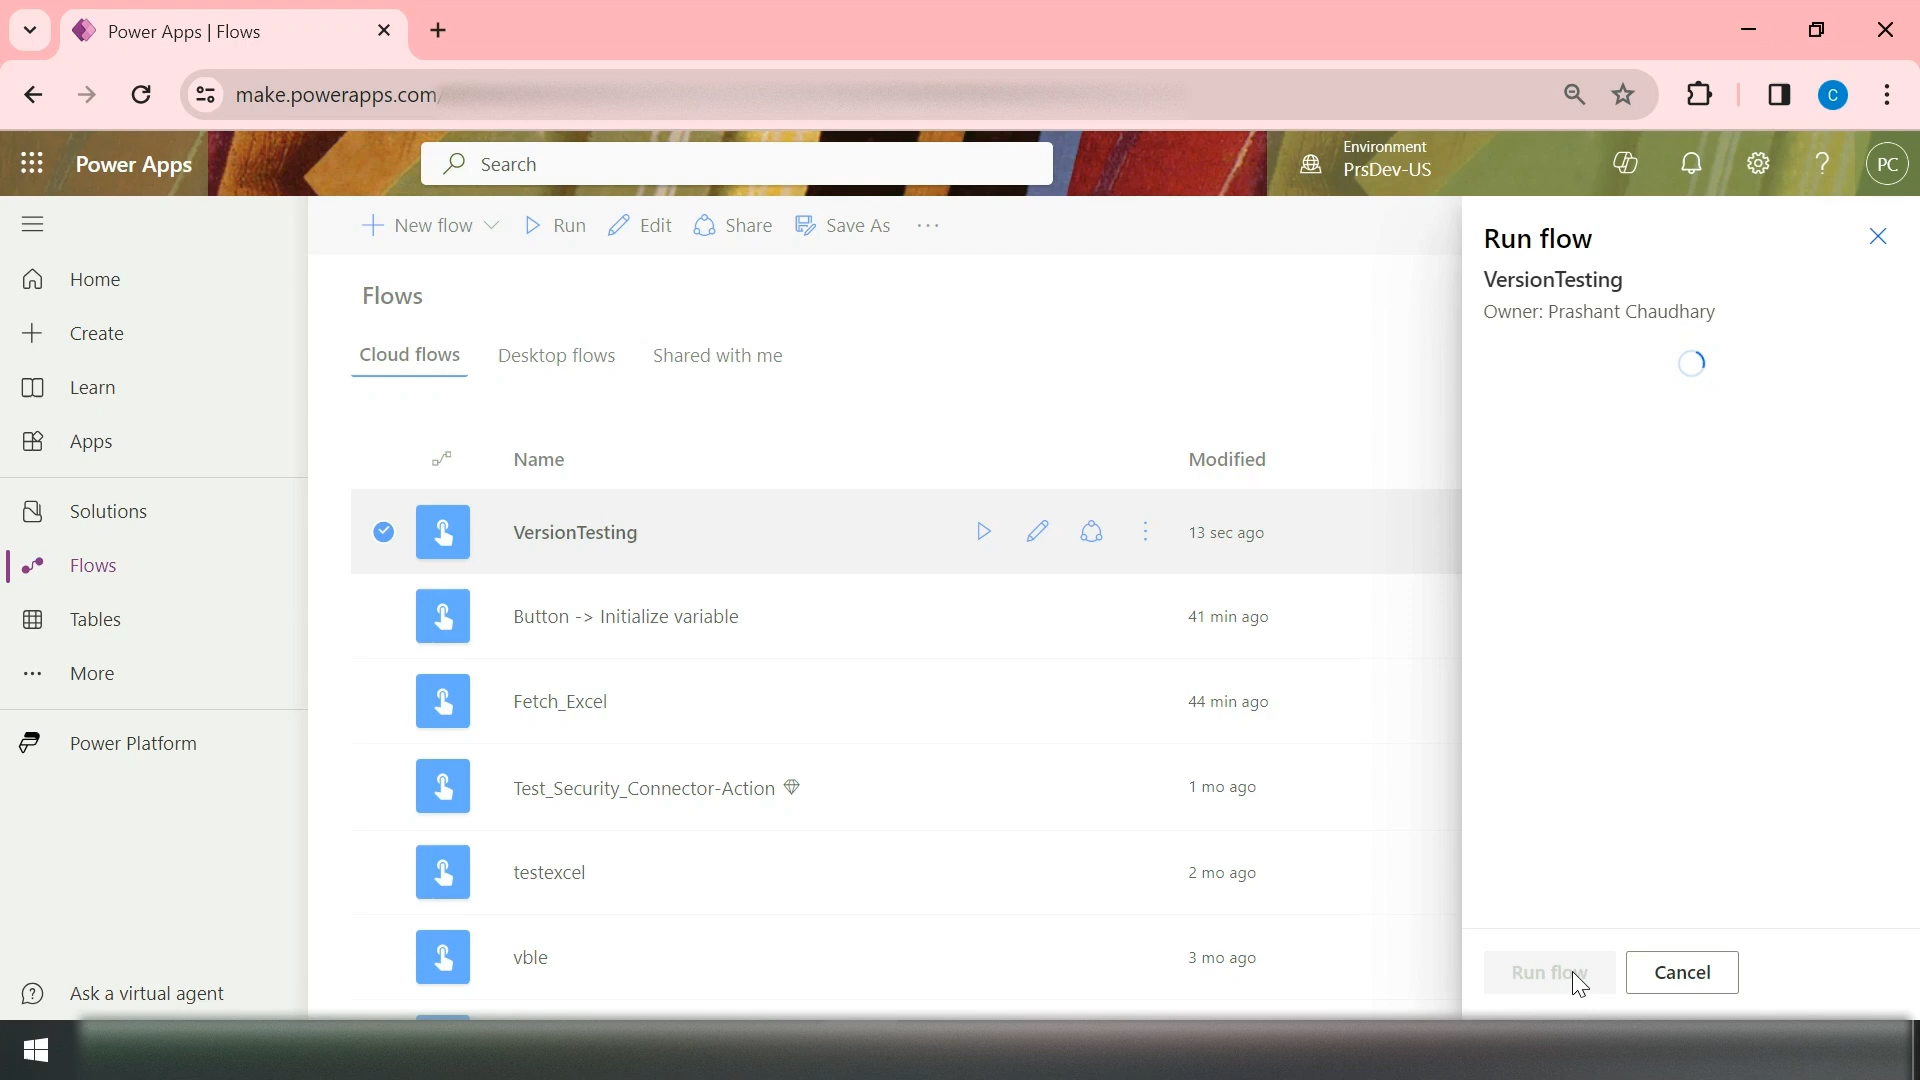 Power Apps | Flows
make.powerapps.com/
C
Power Apps
Search
Environment
PrsDev-US
?
PC
New flow
Run
Edit
Share
Save As
Home
Create
Learn
Apps
Solutions
Flows
Tables
More
Power Platform
Ask a virtual agent
Flows
Cloud flows
Desktop flows
Shared with me
Name
Modified
VersionTesting
13 sec ago
Button -> Initialize variable
41 min ago
Fetch_Excel
44 min ago
Test_Security_Connector-Action
1 mo ago
testexcel
2 mo ago
vble
3 mo ago
Run flow
VersionTesting
Owner: Prashant Chaudhary
Run flow
Cancel